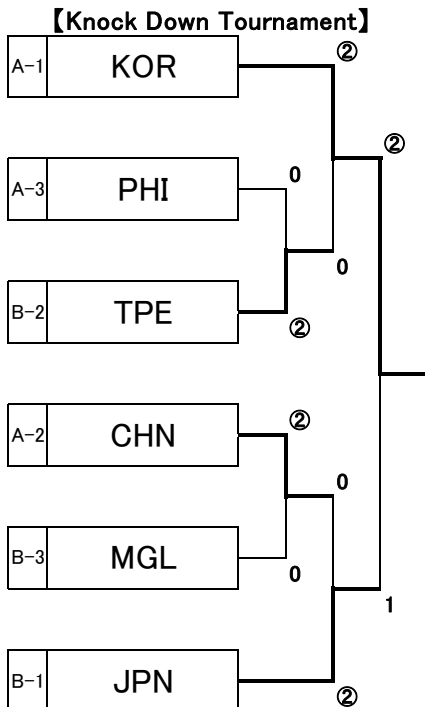 【Knock Down Tournament】
②
A-1 KOR
②
0
A-3 PHI
0
B-2 TPE
②
②
A-2 CHN
0
B-3 MGL
0
1
B-1 JPN
②